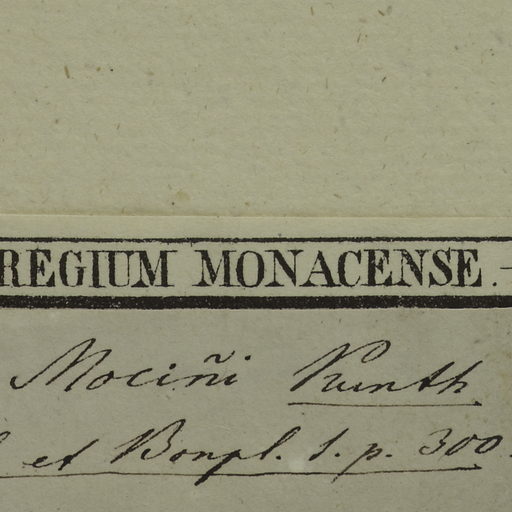 REGIUM MONACENSE. —
Mociñi Kunth
et Bonpl. 1. p. 300.